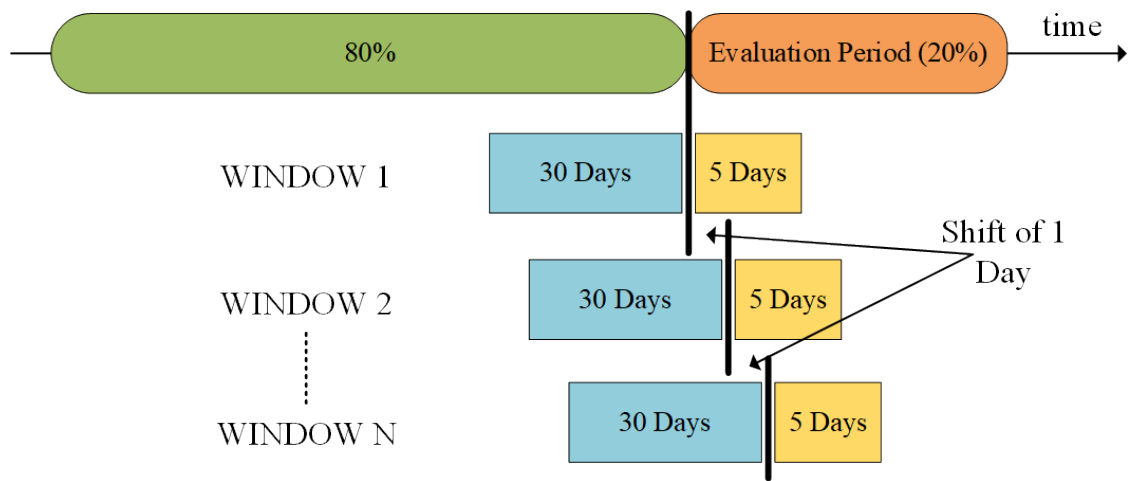 time
80%
Evaluation Period (20%)
WINDOW 1
30 Days
5 Days
Shift of 1
Day
WINDOW 2
30 Days
5 Days
WINDOW N
30 Days
5 Days